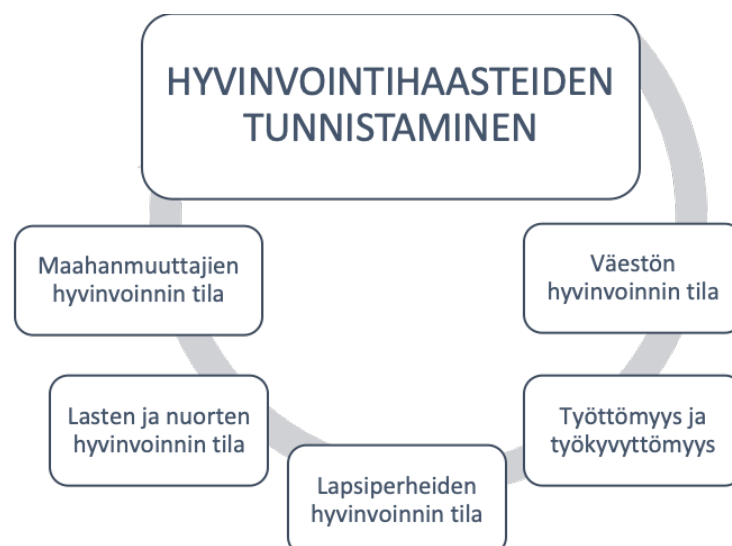 HYVINVOINTIHAASTEIDEN
TUNNISTAMINEN
Väestön
hyvinvoinnin tila
Työttömyys ja
työkyvyttömyys
Lapsiperheiden
hyvinvoinnin tila
Lasten ja nuorten
hyvinvoinnin tila
Maahanmuuttajien
hyvinvoinnin tila